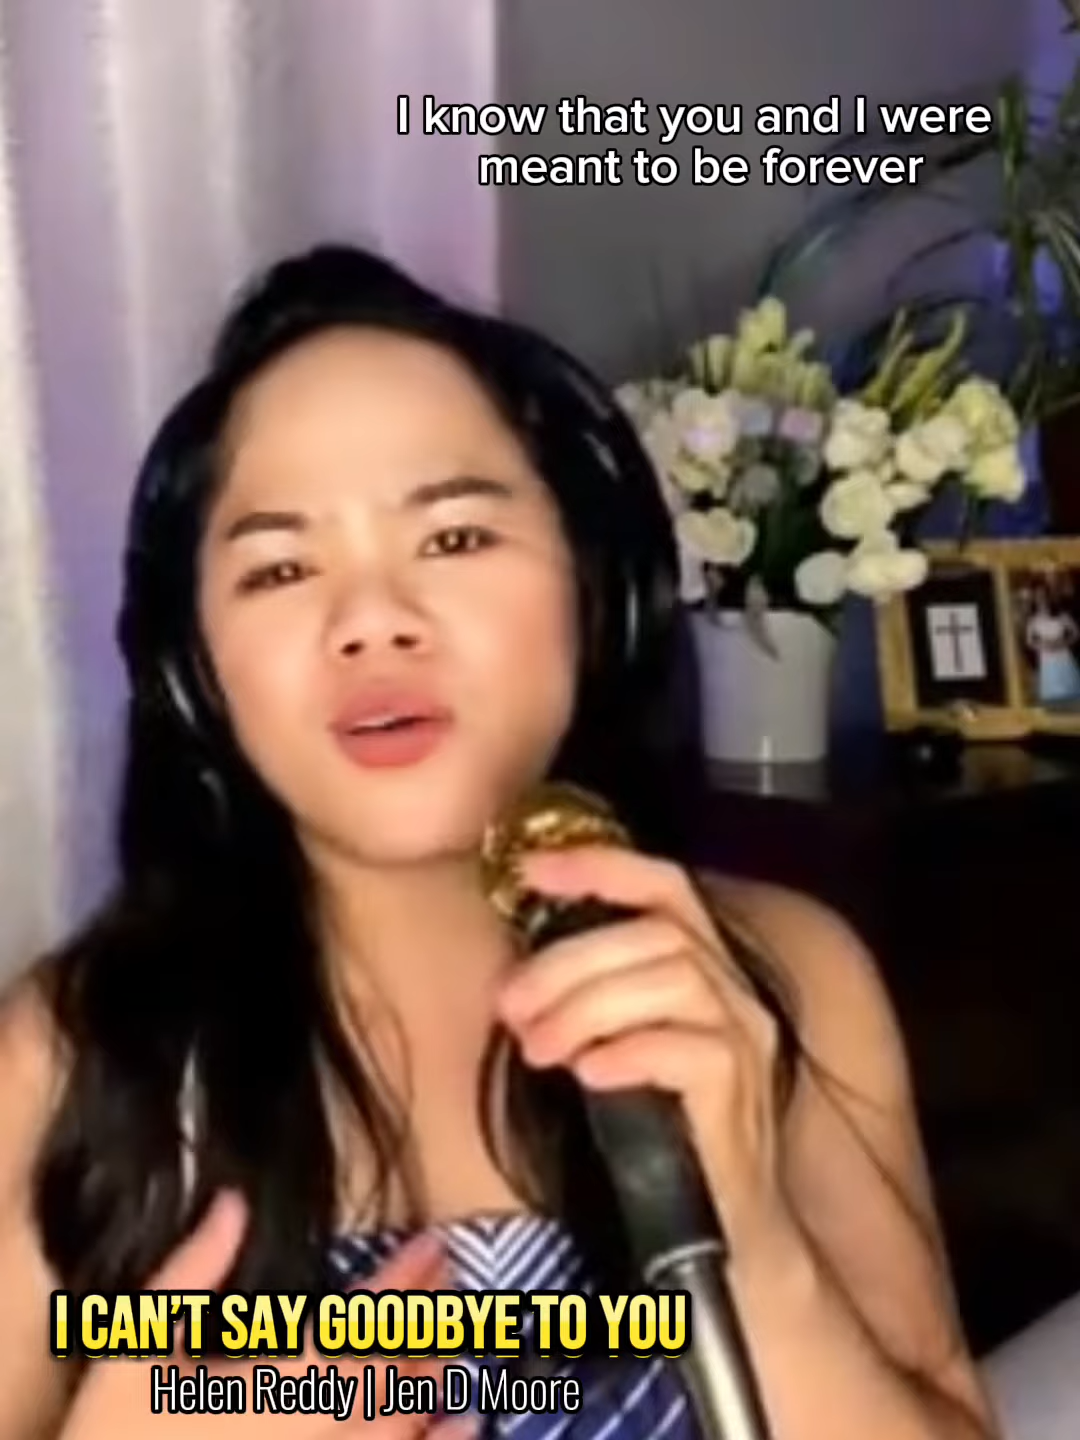 I know that you and I were
meant to be forever
I CAN'T SAY GOODBYE TO YOU
Helen Reddy | Jen D Moore